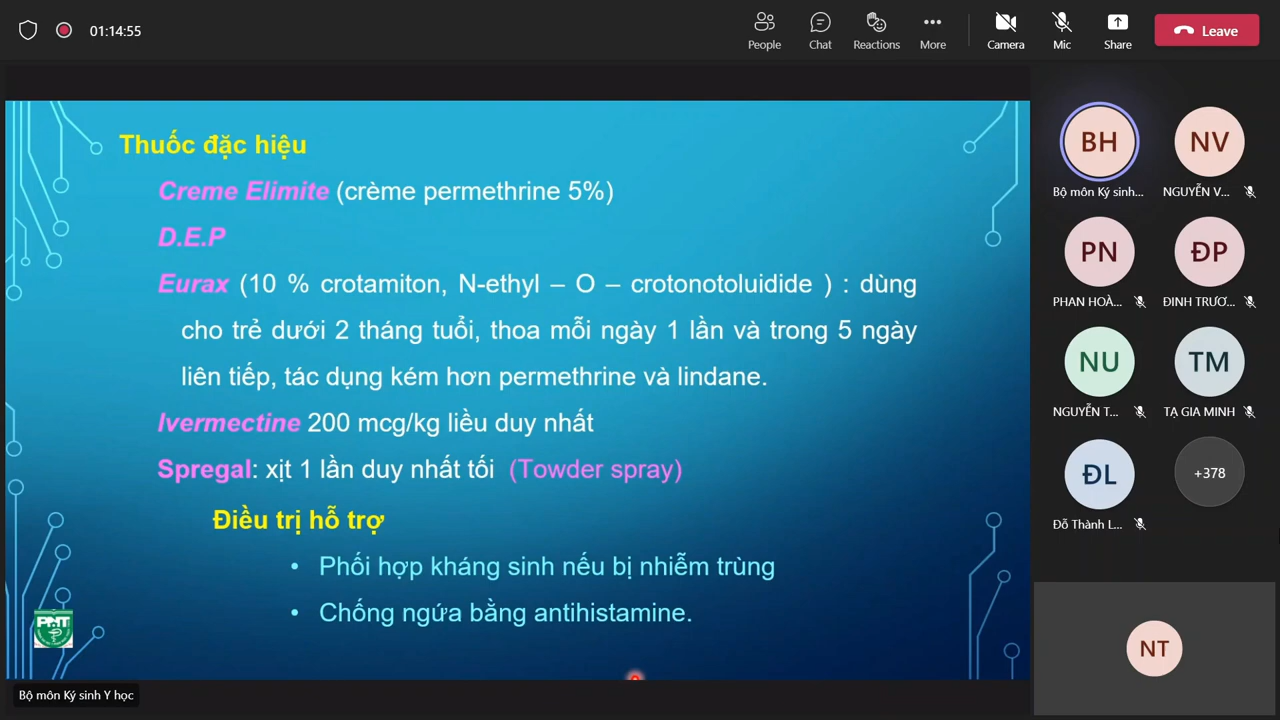 01:14:55
People
Chat
Reactions
More
Camera
Mic
Share
Leave
Thuốc đặc hiệu
Creme Elimite (crème permethrine 5%)
D.E.P
Eurax (10 % crotamiton, N-ethyl – O – crotonotoluidide ) : dùng
cho trẻ dưới 2 tháng tuổi, thoa mỗi ngày 1 lần và trong 5 ngày
liên tiếp, tác dụng kém hơn permethrine và lindane.
Ivermectine 200 mcg/kg liều duy nhất
Spregal: xịt 1 lần duy nhất tối (Towder spray)
Điều trị hỗ trợ
• Phối hợp kháng sinh nếu bị nhiễm trùng
• Chống ngứa bằng antihistamine.
PNT
Bộ môn Ký sinh Y học
BH
NV
Bộ môn Ký sinh...
NGUYỄN V...
PN
ĐP
PHAN HOÀ...
ĐINH TRƯƠ...
NU
TM
NGUYỄN T...
TẠ GIA MINH
ĐL
+378
Đỗ Thành L...
NT